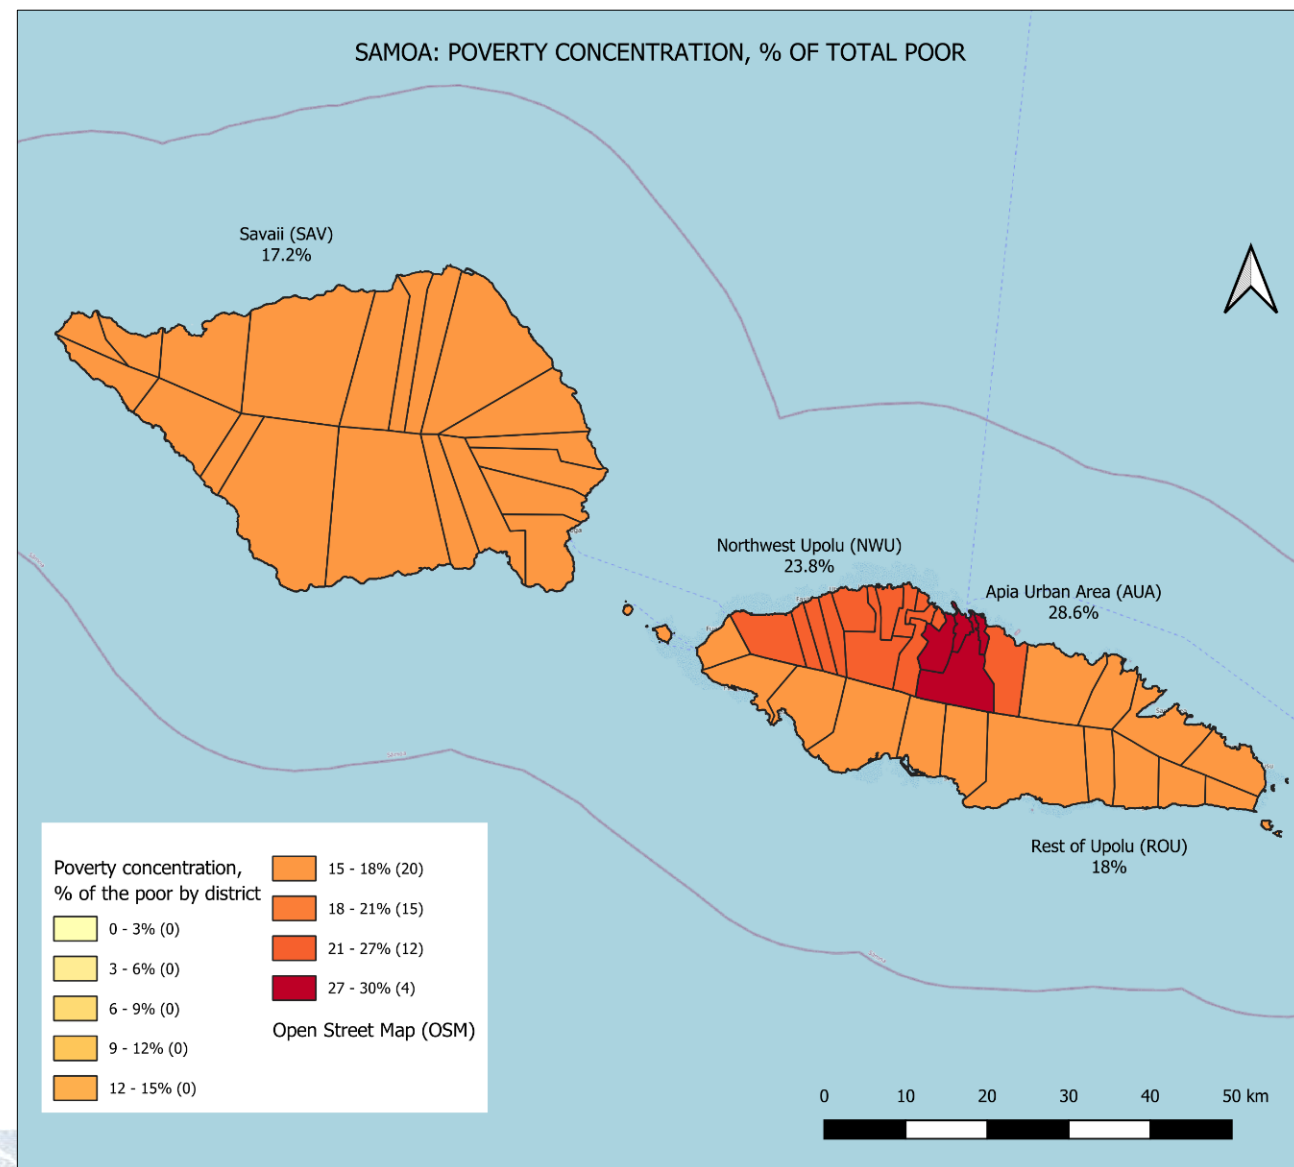 SAMOA: POVERTY CONCENTRATION, % OF TOTAL POOR
Savaii (SAV)
17.2%
Northwest Upolu (NWU)
23.8%
Apia Urban Area (AUA)
28.6%
Rest of Upolu (ROU)
18%
Samoa
Samoa
Samoa
Poverty concentration,
% of the poor by district
0 - 3% (0)
3 - 6% (0)
6 - 9% (0)
9 - 12% (0)
12 - 15% (0)
15 - 18% (20)
18 - 21% (15)
21 - 27% (12)
27 - 30% (4)
Open Street Map (OSM)
0 10 20 30 40 50 km